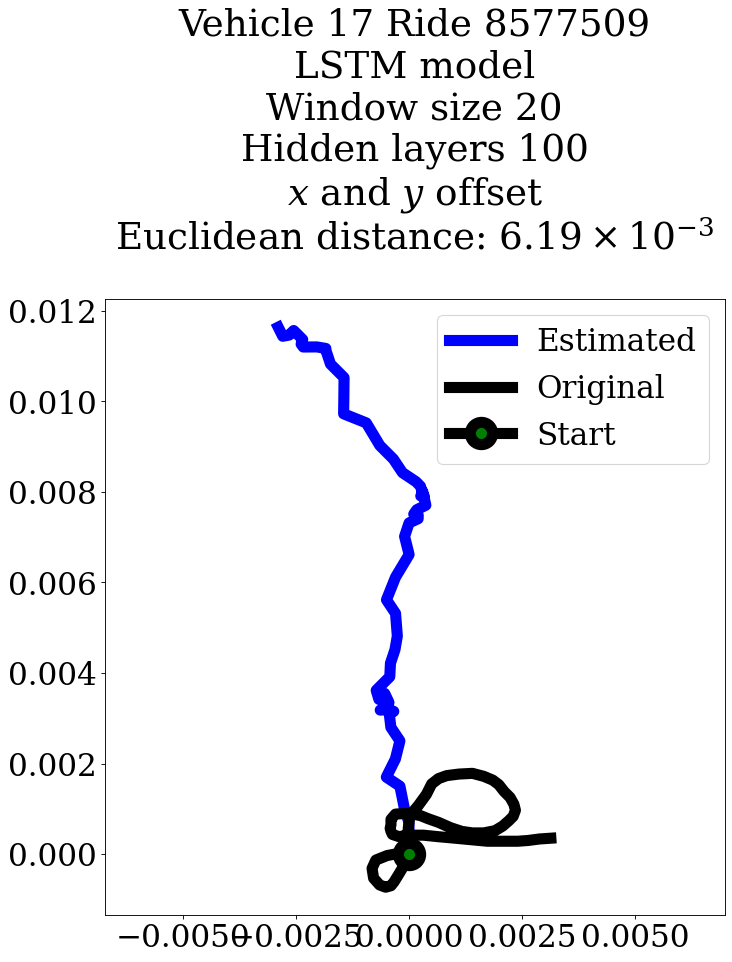 Vehicle 17 Ride 8577509
LSTM model
Window size 20
Hidden layers 100
x and y offset
Euclidean distance: 6.19 × 10⁻³
Estimated
Original
Start
0.012
0.010
0.008
0.006
0.004
0.002
0.000
−0.0050 −0.0025 0.0000 0.0025 0.0050